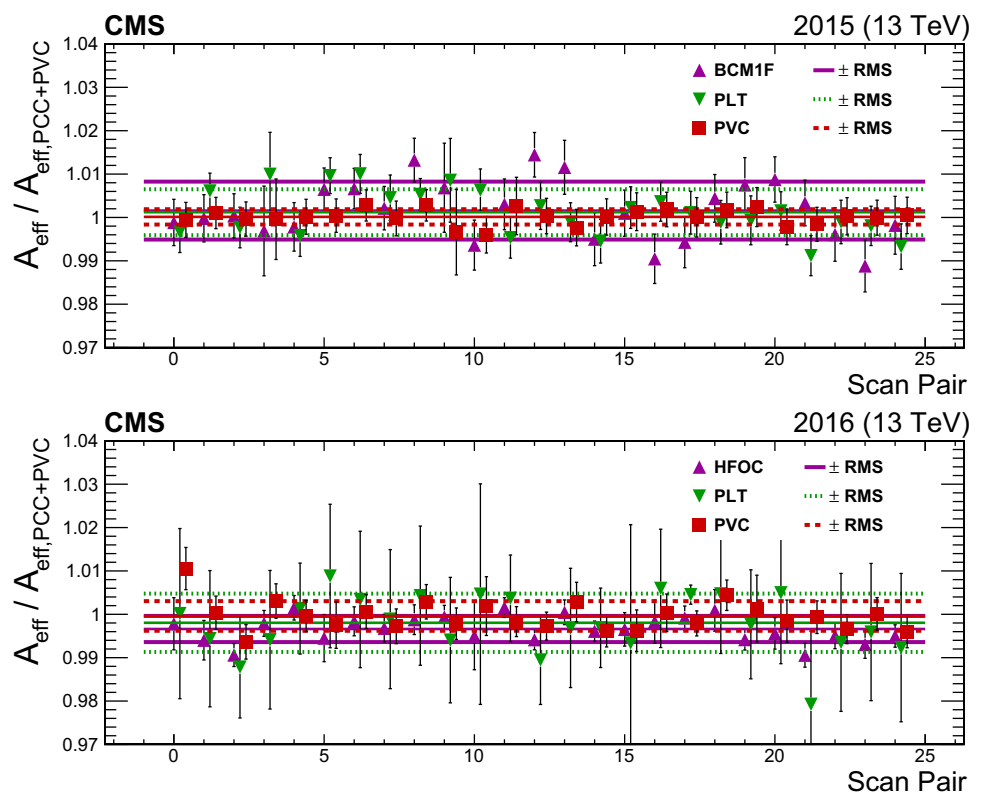 CMS 2015 (13 TeV)
A_eff / A_eff,PCC+PVC
1.04
1.03
1.02
1.01
1
0.99
0.98
0.97
BCM1F ± RMS
PLT ± RMS
PVC ± RMS
0 5 10 15 20 25
Scan Pair
CMS 2016 (13 TeV)
A_eff / A_eff,PCC+PVC
1.04
1.03
1.02
1.01
1
0.99
0.98
0.97
HFOC ± RMS
PLT ± RMS
PVC ± RMS
0 5 10 15 20 25
Scan Pair